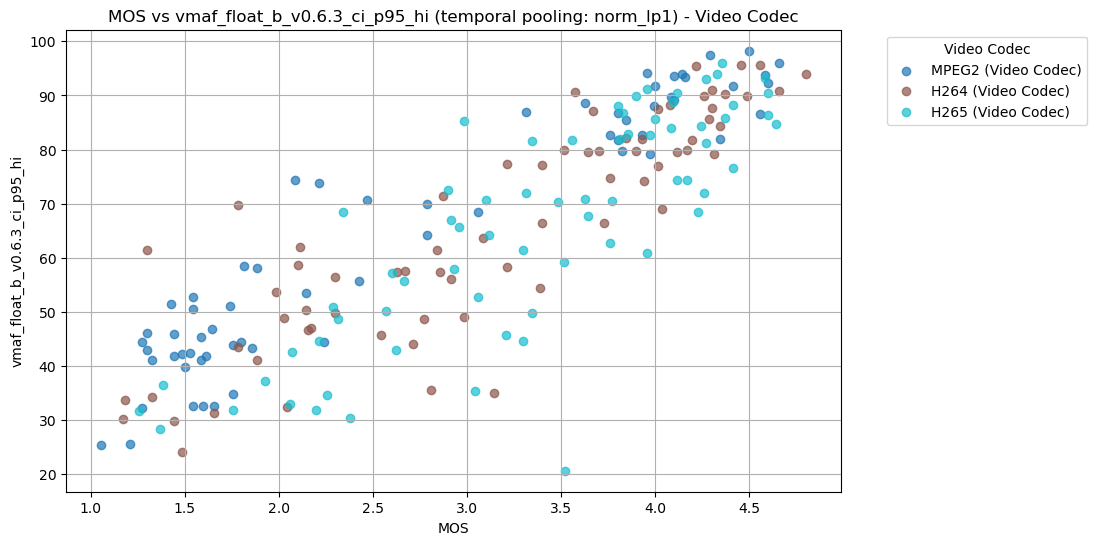 MOS vs vmaf_float_b_v0.6.3_ci_p95_hi (temporal pooling: norm_lp1) - Video Codec
Video Codec
MPEG2 (Video Codec)
H264 (Video Codec)
H265 (Video Codec)
vmaf_float_b_v0.6.3_ci_p95_hi
100
90
80
70
60
50
40
30
20
1.0 1.5 2.0 2.5 3.0 3.5 4.0 4.5
MOS